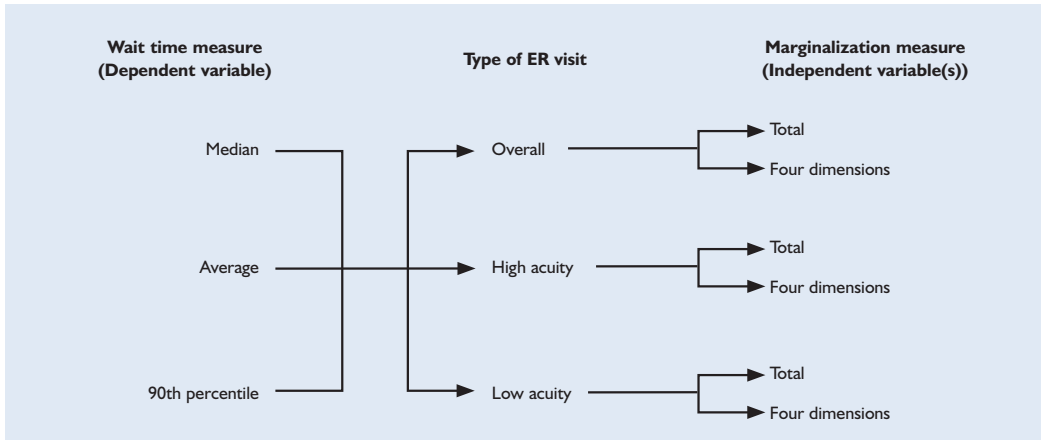 Wait time measure
(Dependent variable)
Type of ER visit
Marginalization measure
(Independent variable(s))
Median
Average
90th percentile
Overall
High acuity
Low acuity
Total
Four dimensions
Total
Four dimensions
Total
Four dimensions